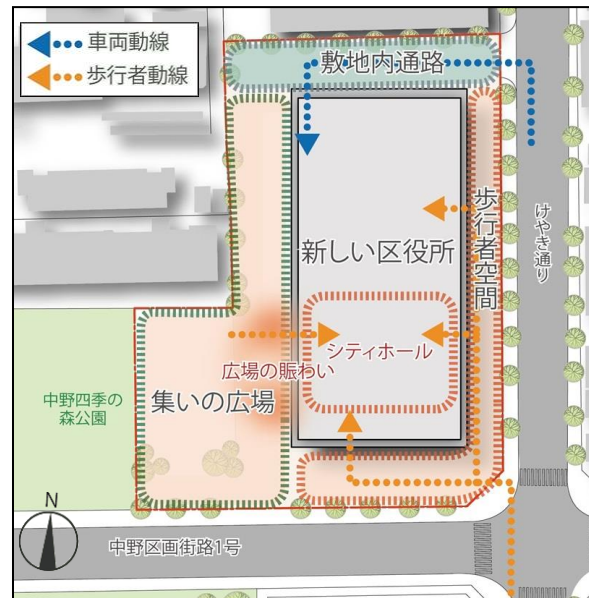 車両動線
歩行者動線
敷地内通路
歩行者空間
けやき通り
新しい区役所
シティホール
広場の賑わい
集いの広場
中野四季の
森公園
N
中野区画街路1号